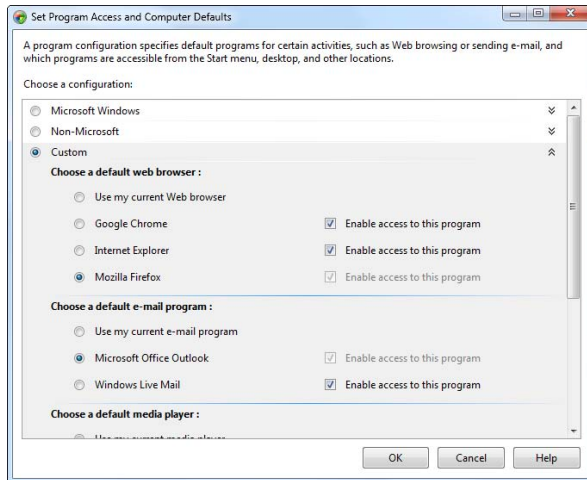 Set Program Access and Computer Defaults
A program configuration specifies default programs for certain activities, such as Web browsing or sending e-mail, and
which programs are accessible from the Start menu, desktop, and other locations.
Choose a configuration:
Microsoft Windows
Non-Microsoft
Custom
Choose a default web browser :
Use my current Web browser
Google Chrome Enable access to this program
Internet Explorer Enable access to this program
Mozilla Firefox Enable access to this program
Choose a default e-mail program :
Use my current e-mail program
Microsoft Office Outlook Enable access to this program
Windows Live Mail Enable access to this program
Choose a default media player :
Use my current media player
OK Cancel Help